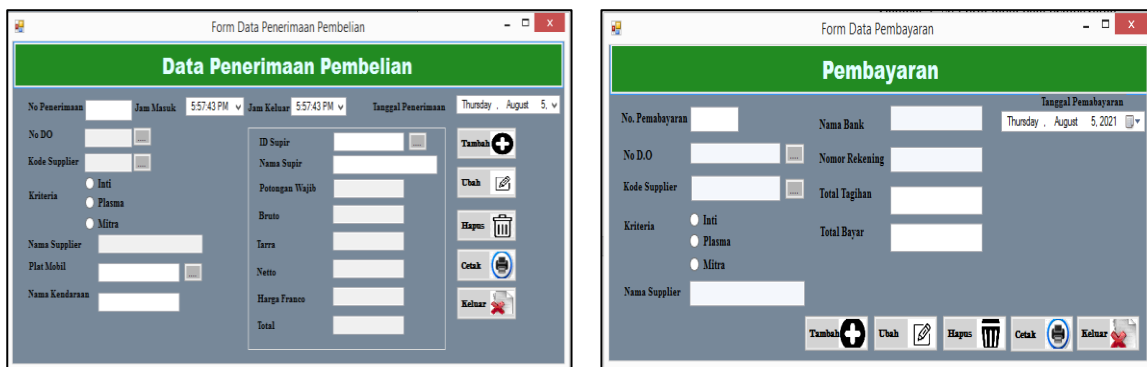 Form Data Penerimaan Pembelian
Data Penerimaan Pembelian
No Penerimaan
Jam Masuk 5:57:43 PM
Jam Keluar 5:57:43 PM
Tanggal Penerimaan
Thursday , August 5,
No DO
....
Kode Supplier
....
Kriteria
Inti
Plasma
Mitra
Nama Supplier
Plat Mobil
....
Nama Kendaraan
ID Supir
....
Nama Supir
Potongan Wajib
Bruto
Tarra
Netto
Harga Franco
Total
Tambah
Ubah
Hapus
Cetak
Keluar
Form Data Pembayaran
Pembayaran
Tanggal Pemabayaran
Thursday , August 5, 2021
No. Pemabayaran
No D.O
....
Kode Supplier
....
Kriteria
Inti
Plasma
Mitra
Nama Supplier
Nama Bank
Nomor Rekening
Total Tagihan
Total Bayar
Tambah
Ubah
Hapus
Cetak
Keluar